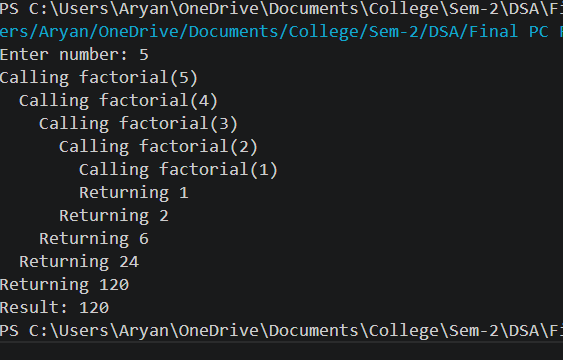 PS C:\Users\Aryan\OneDrive\Documents\College\Sem-2\DSA\Fi
ers/Aryan/OneDrive/Documents/College/Sem-2/DSA/Final PC
Enter number: 5
Calling factorial(5)
  Calling factorial(4)
    Calling factorial(3)
      Calling factorial(2)
        Calling factorial(1)
        Returning 1
      Returning 2
    Returning 6
  Returning 24
Returning 120
Result: 120
PS C:\Users\Aryan\OneDrive\Documents\College\Sem-2\DSA\Fi